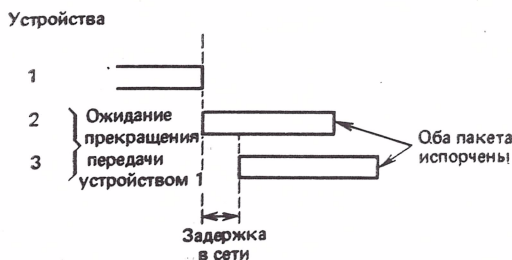 Устройства
1
2
3
Ожидание
прекращения
передачи
устройством 1
Оба пакета
испорчены
Задержка
в сети